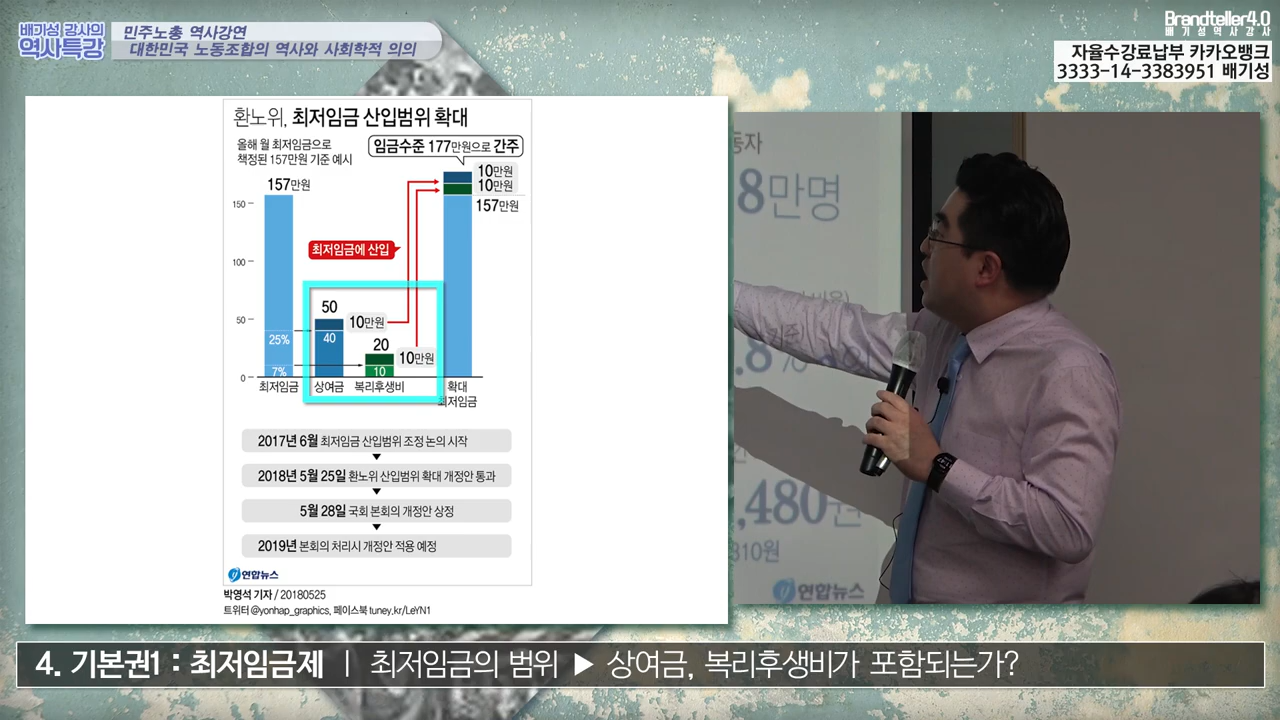 배기성 강사의
역사특강
민주노총 역사강연
대한민국 노동조합의 역사와 사회학적 의의
Brandteller4.0
배기성역사강사
자율수강료납부 카카오뱅크
3333-14-3383951 배기성
환노위, 최저임금 산입범위 확대
올해 월 최저임금으로
책정된 157만원 기준 예시
임금수준 177만원으로 간주
157만원
10만원
10만원
157만원
150
100
50
0
최저임금에 산입
50
10만원
40
20
10만원
10
25%
7%
최저임금
상여금
복리후생비
확대
최저임금
2017년 6월 최저임금 산입범위 조정 논의 시작
2018년 5월 25일 환노위 산입범위 확대 개정안 통과
5월 28일 국회 본회의 개정안 상정
2019년 본회의 처리시 개정안 적용 예정
연합뉴스
박영석 기자 / 20180525
트위터 @yonhap_graphics, 페이스북 tuney.kr/LeYN1
동자
8만명
.8%
,480원
310원
연합뉴스
4. 기본권1 : 최저임금제 ㅣ 최저임금의 범위 ▶ 상여금, 복리후생비가 포함되는가?